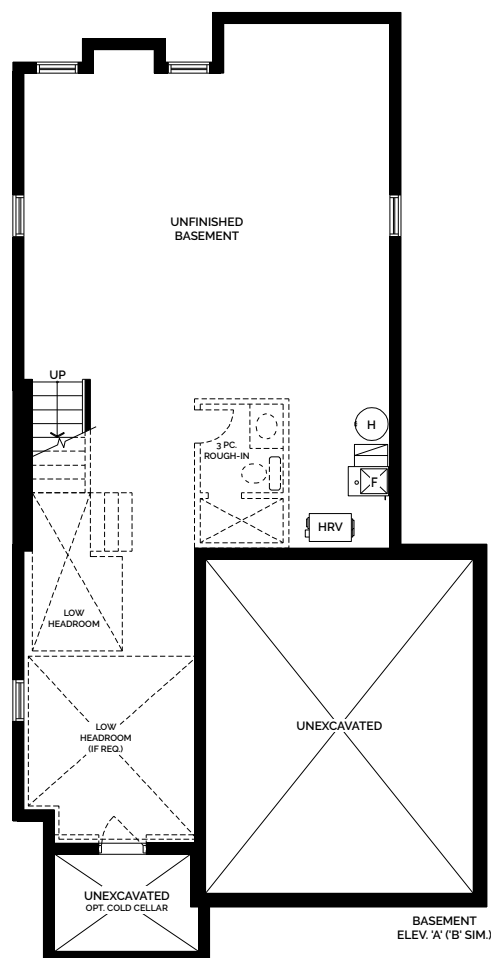 UNFINISHED
BASEMENT
UP
H
3 PC.
ROUGH-IN
F
HRV
LOW
HEADROOM
LOW
HEADROOM
(IF REQ.)
UNEXCAVATED
UNEXCAVATED
OPT. COLD CELLAR
BASEMENT
ELEV. 'A' ('B' SIM.)